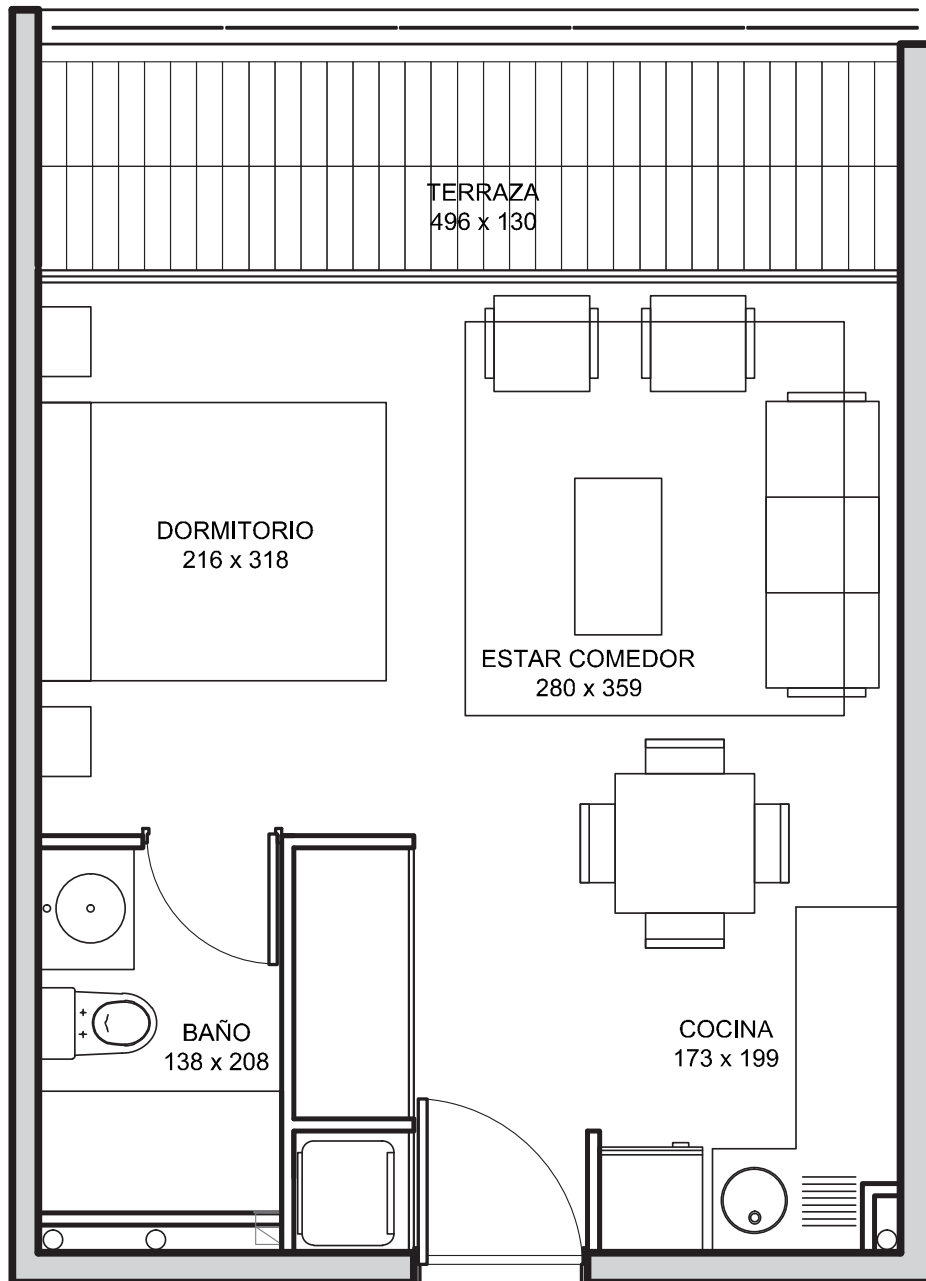 TERRAZA
496 x 130
DORMITORIO
216 x 318
ESTAR COMEDOR
280 x 359
BAÑO
138 x 208
COCINA
173 x 199